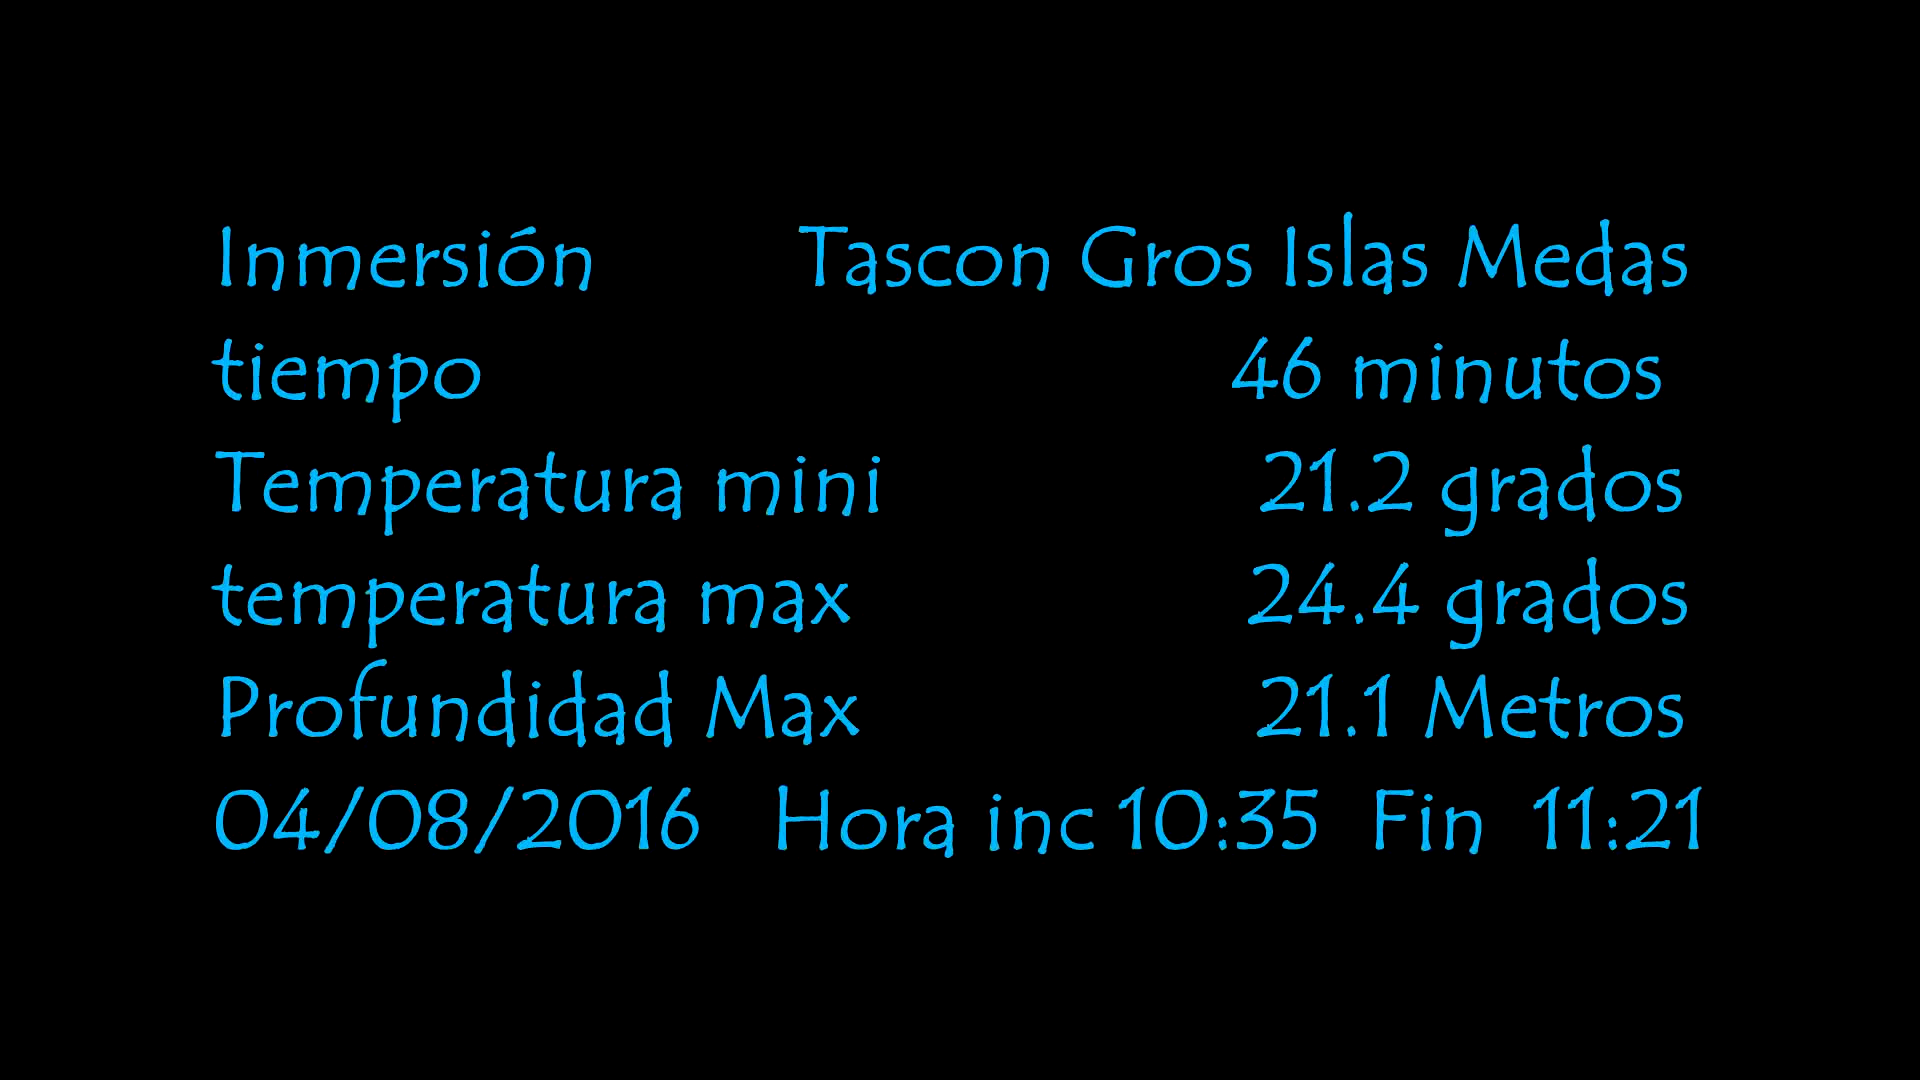 Inmersión Tascon Gros Islas Medas
tiempo 46 minutos
Temperatura mini 21.2 grados
temperatura max 24.4 grados
Profundidad Max 21.1 Metros
04/08/2016 Hora inc 10:35 Fin 11:21